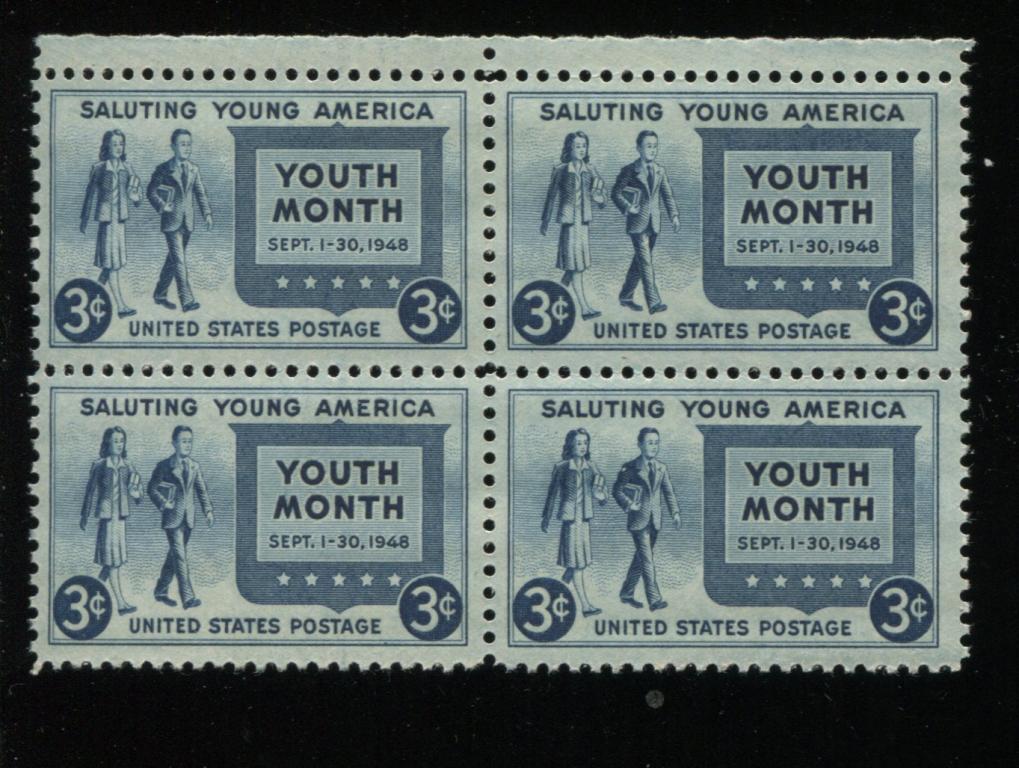 SALUTING YOUNG AMERICA
YOUTH
MONTH
SEPT. 1-30, 1948
3¢ 3¢
UNITED STATES POSTAGE
SALUTING YOUNG AMERICA
YOUTH
MONTH
SEPT. 1-30, 1948
3¢ 3¢
UNITED STATES POSTAGE
SALUTING YOUNG AMERICA
YOUTH
MONTH
SEPT. 1-30, 1948
3¢ 3¢
UNITED STATES POSTAGE
SALUTING YOUNG AMERICA
YOUTH
MONTH
SEPT. 1-30, 1948
3¢ 3¢
UNITED STATES POSTAGE